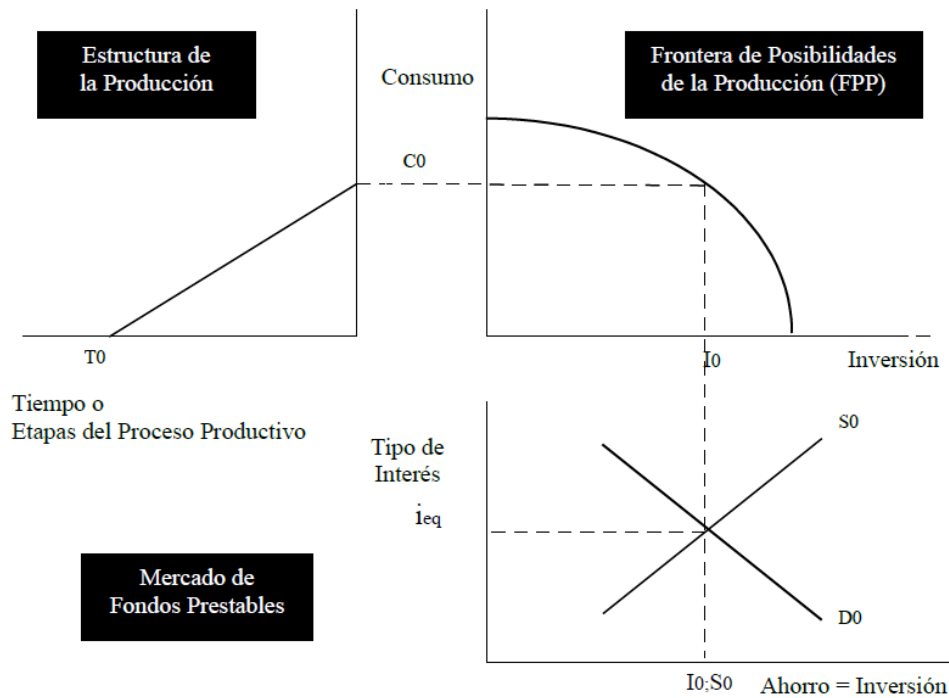 Estructura de
la Producción
Consumo
Frontera de Posibilidades
de la Producción (FPP)
C0
T0
I0
Inversión
Tiempo o
Etapas del Proceso Productivo
Tipo de
Interés
ieq
S0
Mercado de
Fondos Prestables
D0
I0;S0
Ahorro = Inversión